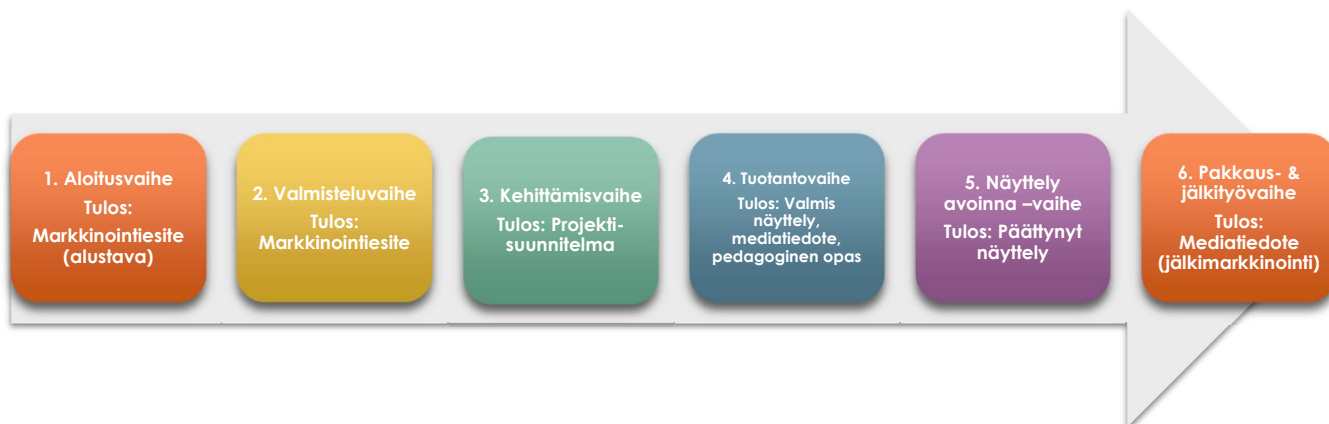 1. Aloitusvaihe
Tulos:
Markkinointiesite
(alustava)
2. Valmisteluvaihe
Tulos:
Markkinointiesite
3. Kehittämisvaihe
Tulos: Projekti-
suunnitelma
4. Tuotantovaihe
Tulos: Valmis
näyttely,
mediatiedote,
pedagoginen opas
5. Näyttely
avoinna –vaihe
Tulos: Päättynyt
näyttely
6. Pakkaus- &
jälkityövaihe
Tulos:
Mediatiedote
(jälkimarkkinointi)